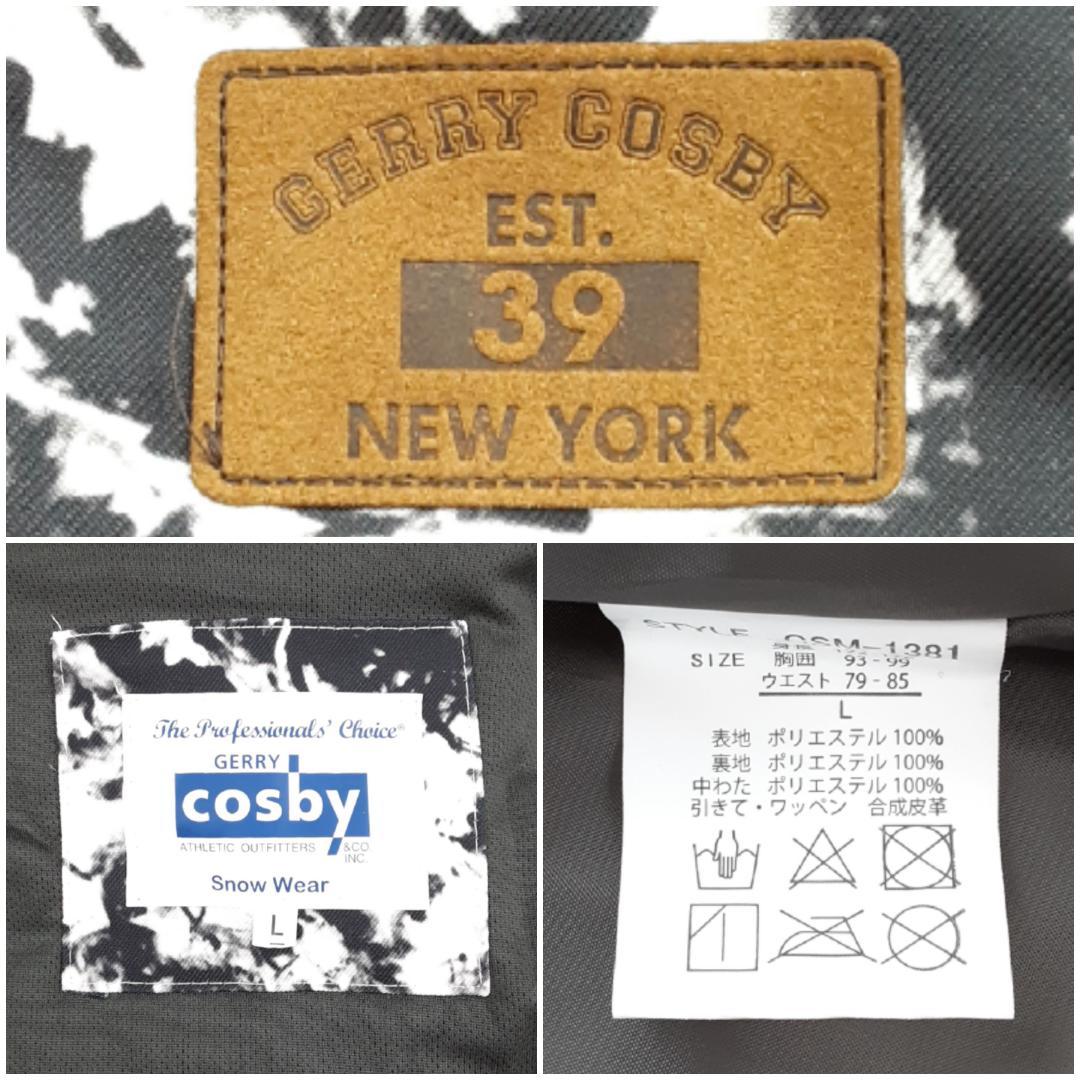 GERRY COSBY
EST.
39
NEW YORK
The Professionals' Choice®
GERRY
cosby
ATHLETIC OUTFITTERS & CO.
INC.
Snow Wear
L
STYLE CSM-1381
SIZE 胸囲 93-99
ウエスト 79-85
L
表地 ポリエステル 100%
裏地 ポリエステル 100%
中わた ポリエステル 100%
引きて・ワッペン 合成皮革